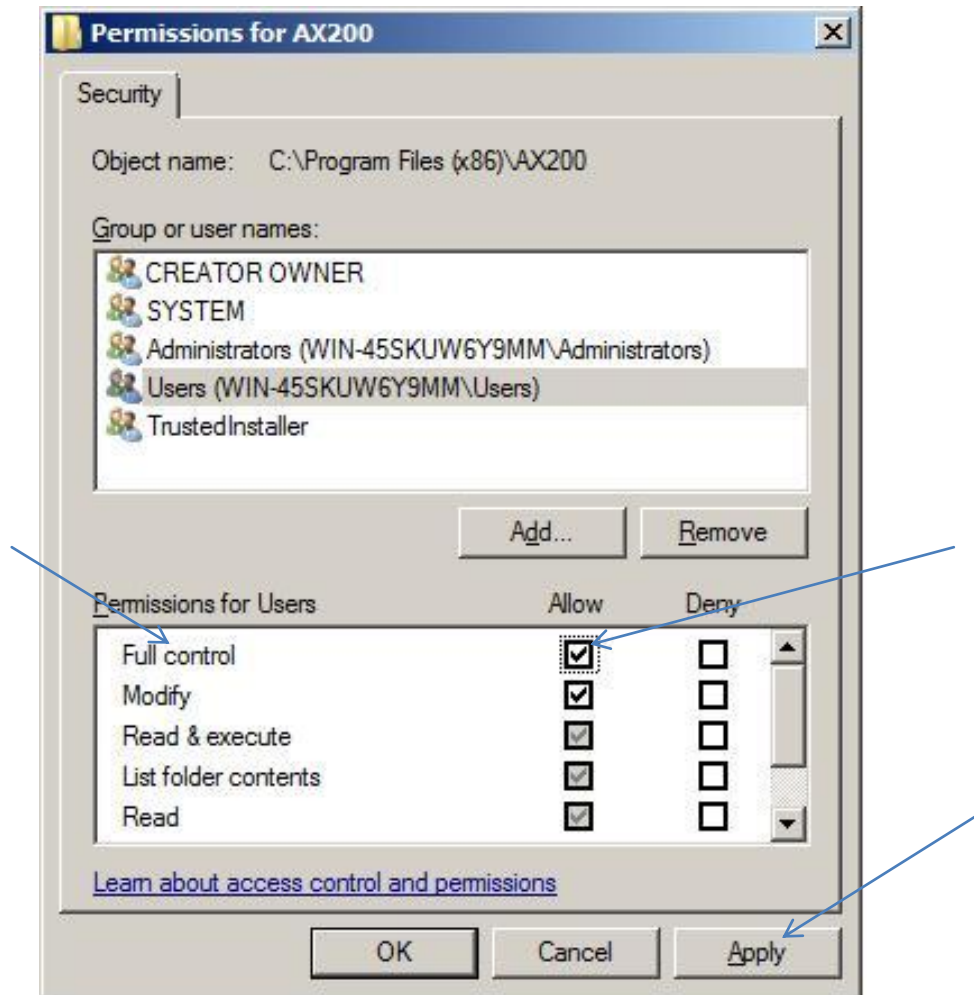 Permissions for AX200
Security
Object name: C:\Program Files (x86)\AX200
Group or user names:
CREATOR OWNER
SYSTEM
Administrators (WIN-45SKUW6Y9MM\Administrators)
Users (WIN-45SKUW6Y9MM\Users)
TrustedInstaller
Add... Remove
Permissions for Users Allow Deny
Full control
Modify
Read & execute
List folder contents
Read
Learn about access control and permissions
OK Cancel Apply